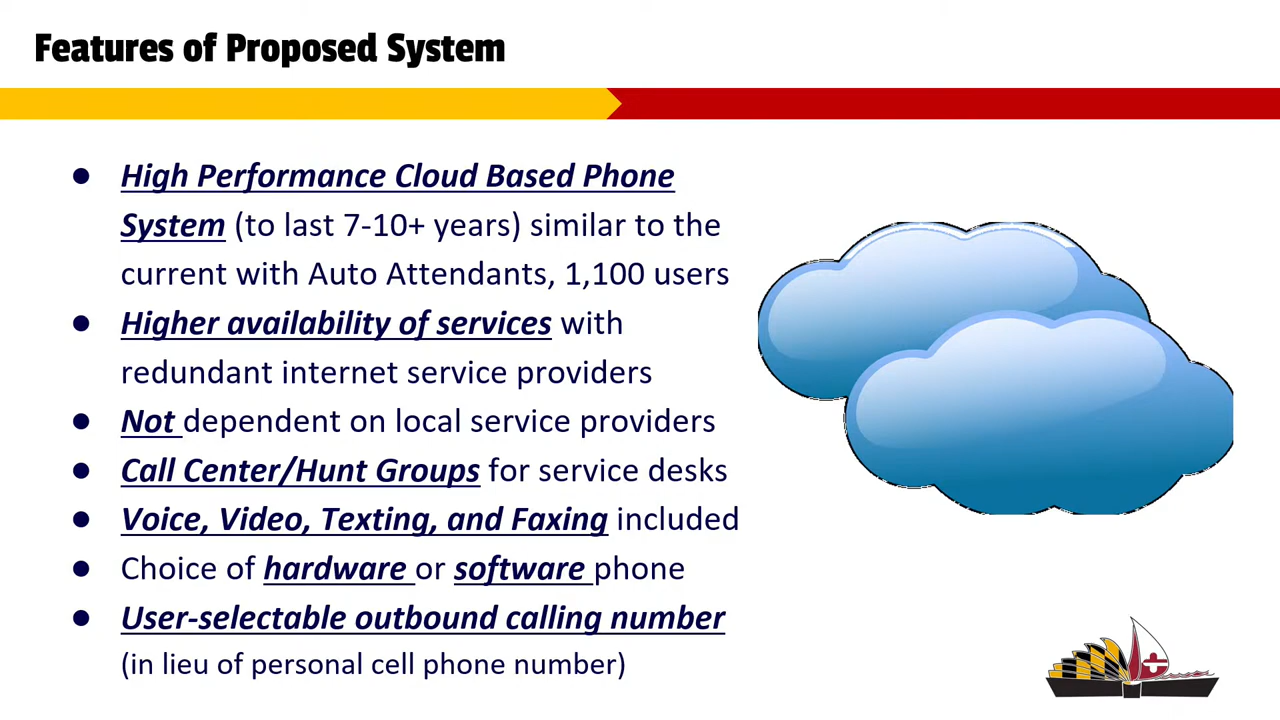 Features of Proposed System
● High Performance Cloud Based Phone
System (to last 7-10+ years) similar to the
current with Auto Attendants, 1,100 users
● Higher availability of services with
redundant internet service providers
● Not dependent on local service providers
● Call Center/Hunt Groups for service desks
● Voice, Video, Texting, and Faxing included
● Choice of hardware or software phone
● User-selectable outbound calling number
(in lieu of personal cell phone number)